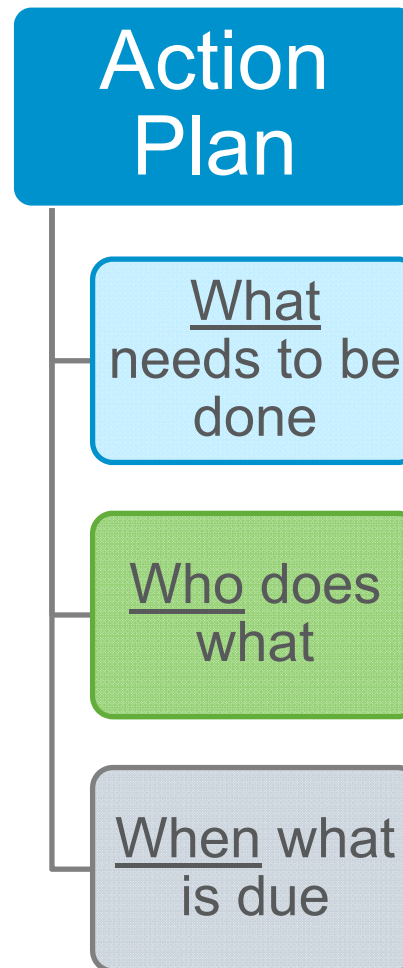 Action
Plan
What
needs to be
done
Who does
what
When what
is due